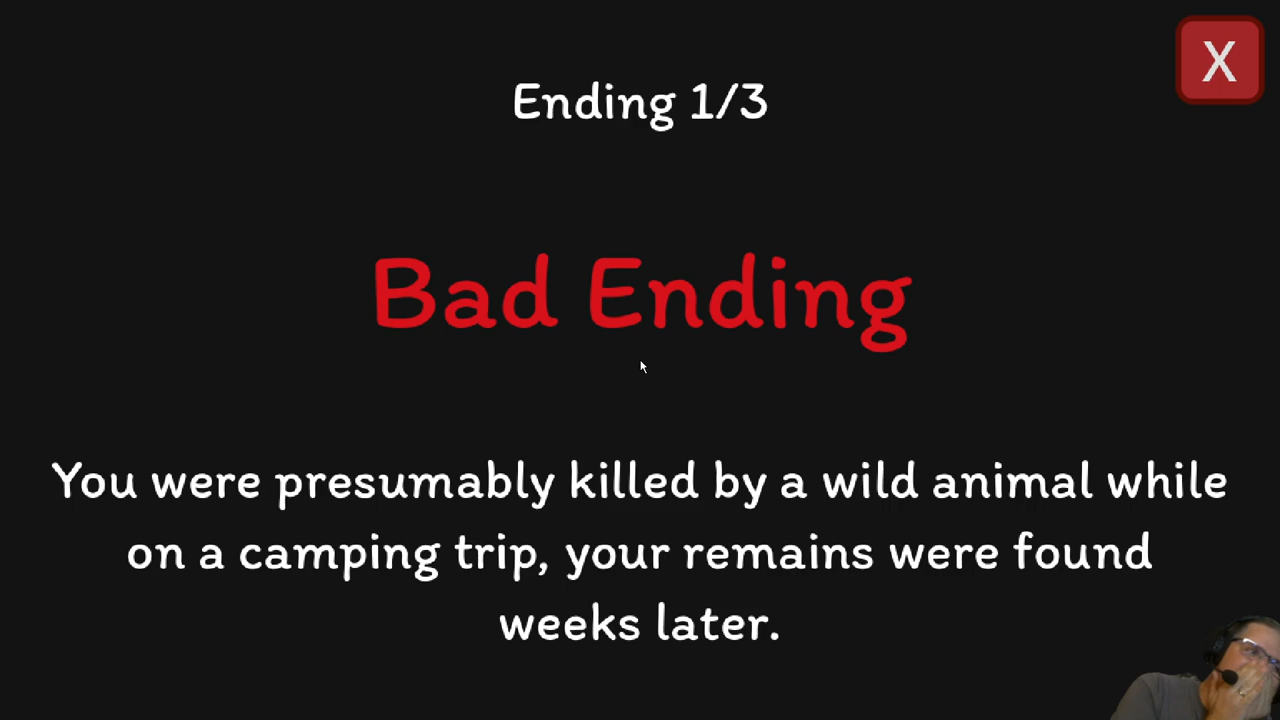 X
Ending 1/3
Bad Ending
You were presumably killed by a wild animal while
on a camping trip, your remains were found
weeks later.